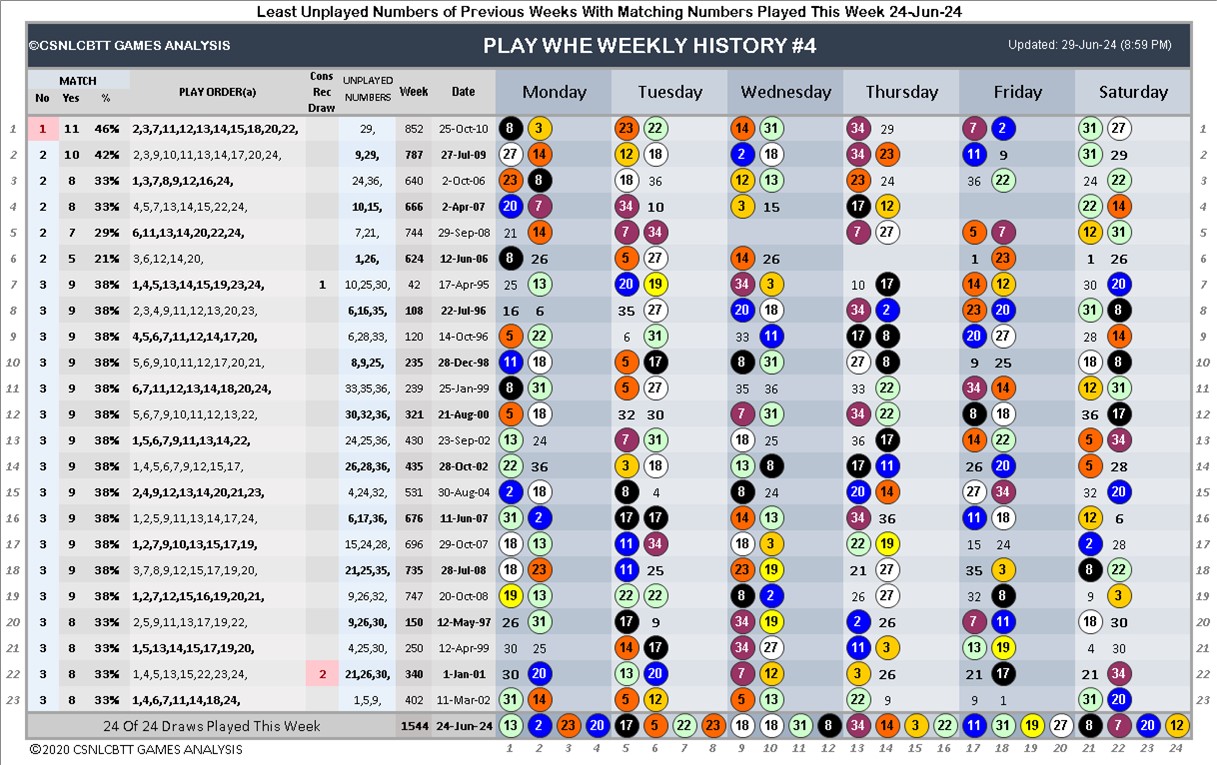 Least Unplayed Numbers of Previous Weeks With Matching Numbers Played This Week 24-Jun-24
©CSNLCBTT GAMES ANALYSIS PLAY WHE WEEKLY HISTORY #4 Updated: 29-Jun-24 (8:59 PM)
MATCH
No Yes % PLAY ORDER(a) Cons Rec Draw UNPLAYED NUMBERS Week Date Monday Tuesday Wednesday Thursday Friday Saturday
1 1 11 46% 2,3,7,11,12,13,14,15,18,20,22, 29, 852 25-Oct-10 8 3 23 22 14 31 34 29 7 2 31 27 1
2 2 10 42% 2,3,9,10,11,13,14,17,20,24, 9,29, 787 27-Jul-09 27 14 12 18 2 18 34 23 11 9 31 29 2
3 2 8 33% 1,3,7,8,9,12,16,24, 24,36, 640 2-Oct-06 23 8 18 36 12 13 23 24 36 22 24 22 3
4 2 8 33% 4,5,7,13,14,15,22,24, 10,15, 666 2-Apr-07 20 7 34 10 3 15 17 12 22 14 4
5 2 7 29% 6,11,13,14,20,22,24, 7,21, 744 29-Sep-08 21 14 7 34 7 27 5 7 12 31 5
6 2 5 21% 3,6,12,14,20, 1,26, 624 12-Jun-06 8 26 5 27 14 26 1 23 1 26 6
7 3 9 38% 1,4,5,13,14,15,19,23,24, 1 10,25,30, 42 17-Apr-95 25 13 20 19 34 3 10 17 14 12 30 20 7
8 3 9 38% 2,3,4,9,11,12,13,20,23, 6,16,35, 108 22-Jul-96 16 6 35 27 20 18 34 2 23 20 31 8 8
9 3 9 38% 4,5,6,7,11,12,14,17,20, 6,28,33, 120 14-Oct-96 5 22 6 31 33 11 17 8 20 27 28 14 9
10 3 9 38% 5,6,9,10,11,12,17,20,21, 8,9,25, 235 28-Dec-98 11 18 5 17 8 31 27 8 9 25 18 8 10
11 3 9 38% 6,7,11,12,13,14,18,20,24, 33,35,36, 239 25-Jan-99 8 31 5 27 35 36 33 22 34 14 12 31 11
12 3 9 38% 5,6,7,9,10,11,12,13,22, 30,32,36, 321 21-Aug-00 5 18 32 30 7 31 34 22 8 18 36 17 12
13 3 9 38% 1,5,6,7,9,11,13,14,22, 24,25,36, 430 23-Sep-02 13 24 7 31 18 25 36 17 14 22 5 34 13
14 3 9 38% 1,4,5,6,7,9,12,15,17, 26,28,36, 435 28-Oct-02 22 36 3 18 13 8 17 11 26 20 5 28 14
15 3 9 38% 2,4,9,12,13,14,20,21,23, 4,24,32, 531 30-Aug-04 2 18 8 4 8 24 20 14 27 34 32 20 15
16 3 9 38% 1,2,5,9,11,13,14,17,24, 6,17,36, 676 11-Jun-07 31 2 17 17 14 13 34 36 11 18 12 6 16
17 3 9 38% 1,2,7,9,10,13,15,17,19, 15,24,28, 696 29-Oct-07 18 13 11 34 18 3 22 19 15 24 2 28 17
18 3 9 38% 3,7,8,9,12,15,17,19,20, 21,25,35, 735 28-Jul-08 18 23 11 25 23 19 21 27 35 3 8 22 18
19 3 9 38% 1,2,7,12,15,16,19,20,21, 9,26,32, 747 20-Oct-08 19 13 22 22 8 2 26 27 32 8 9 3 19
20 3 8 33% 2,5,9,11,13,17,19,22, 9,26,30, 150 12-May-97 26 31 17 9 34 19 2 26 7 11 18 30 20
21 3 8 33% 1,5,13,14,15,17,19,20, 4,25,30, 250 12-Apr-99 30 25 14 17 34 27 11 3 13 19 4 30 21
22 3 8 33% 1,4,5,13,15,22,23,24, 2 21,26,30, 340 1-Jan-01 30 20 13 20 7 12 3 26 21 17 21 34 22
23 3 8 33% 1,4,6,7,11,14,18,24, 1,5,9, 402 11-Mar-02 31 14 5 12 5 13 22 9 9 1 31 20 23
24 Of 24 Draws Played This Week 1544 24-Jun-24 13 2 23 20 17 5 22 23 18 18 31 8 34 14 3 22 11 31 19 27 8 7 20 12
©2020 CSNLCBTT GAMES ANALYSIS 1 2 3 4 5 6 7 8 9 10 11 12 13 14 15 16 17 18 19 20 21 22 23 24